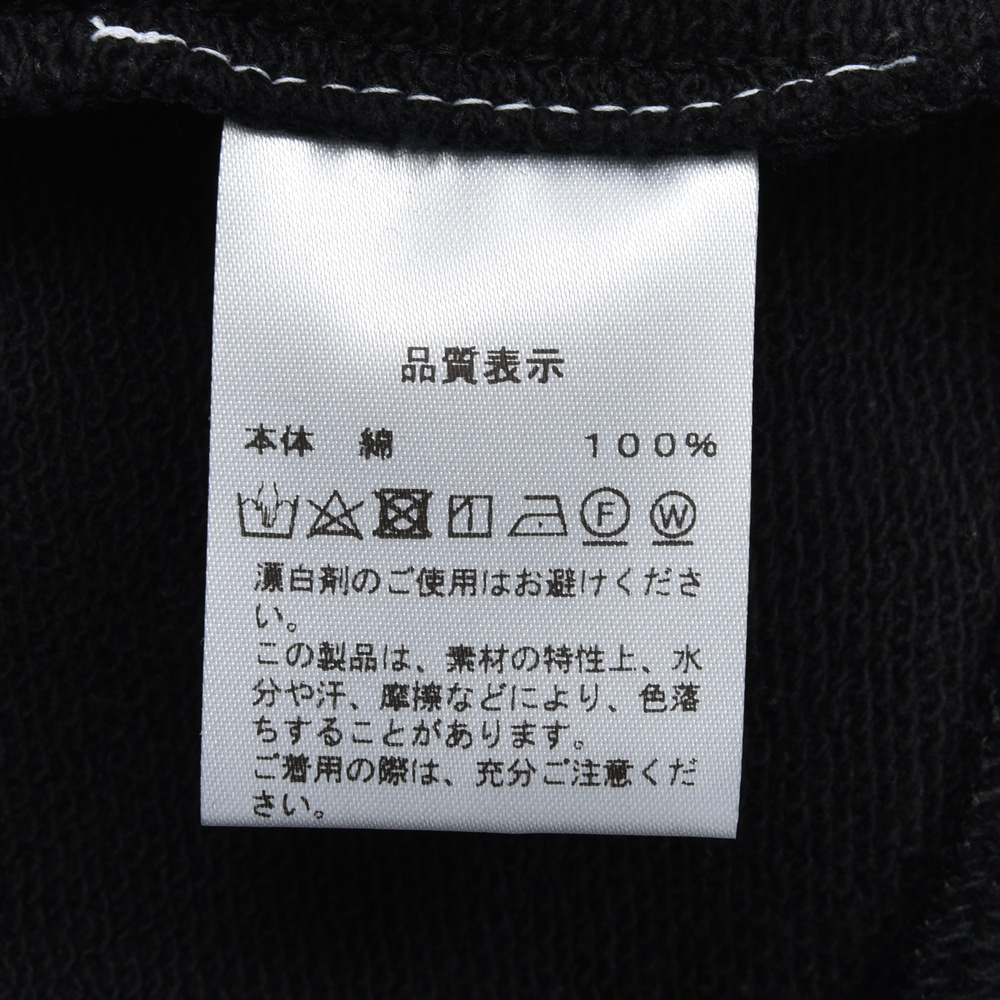 品質表示
本体　綿　１００％
Ⓕ Ⓦ
漂白剤のご使用はお避けくださ
い。
この製品は、素材の特性上、水
分や汗、摩擦などにより、色落
ちすることがあります。
ご着用の際は、充分ご注意くだ
さい。